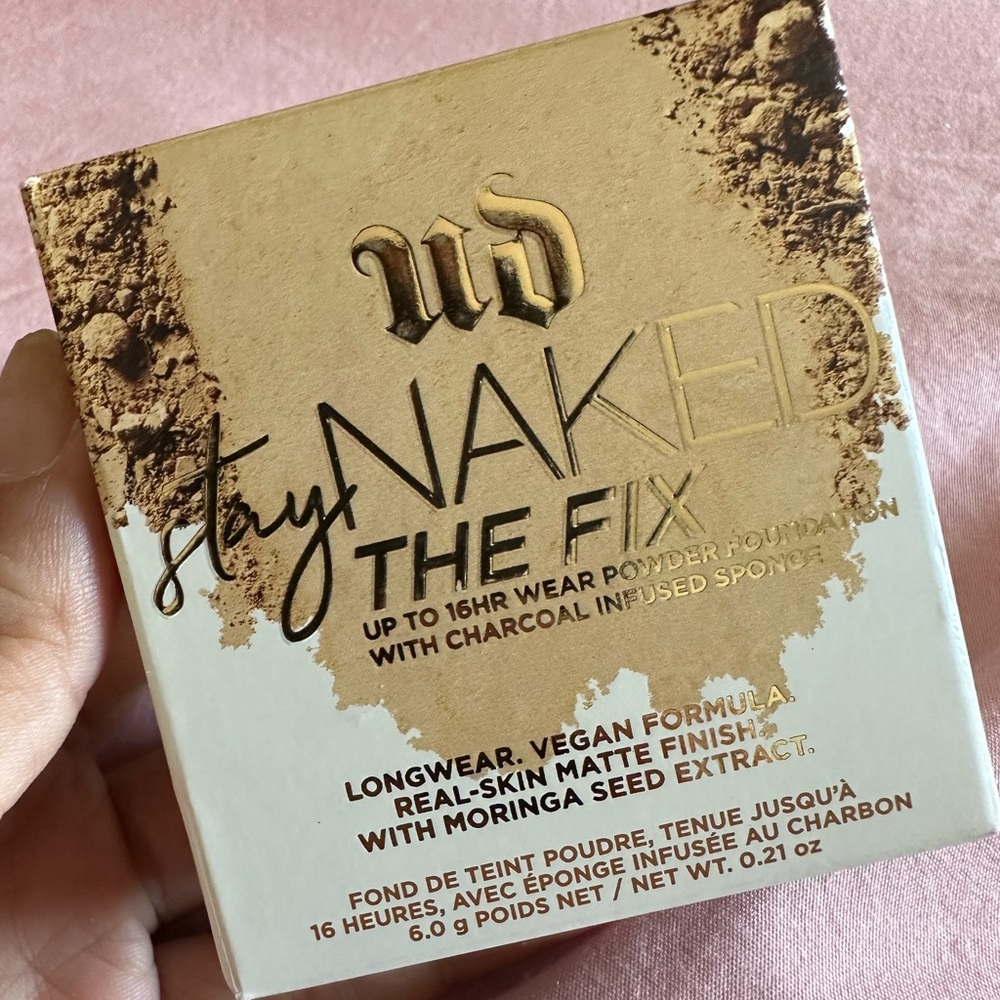 UD
stay NAKED
THE FIX
UP TO 16HR WEAR POWDER FOUNDATION
WITH CHARCOAL INFUSED SPONGE
LONGWEAR. VEGAN FORMULA.
REAL-SKIN MATTE FINISH
WITH MORINGA SEED EXTRACT.
FOND DE TEINT POUDRE, TENUE JUSQU'À
16 HEURES, AVEC ÉPONGE INFUSÉE AU CHARBON
6.0 g POIDS NET / NET WT. 0.21 oz